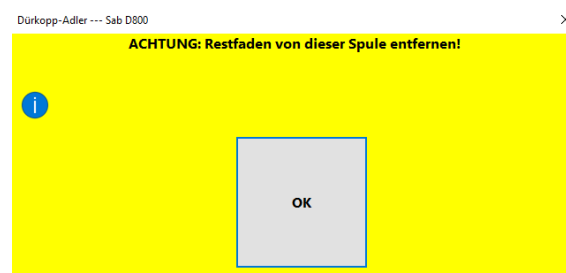 Dürkopp-Adler --- Sab D800
ACHTUNG: Restfaden von dieser Spule entfernen!
OK